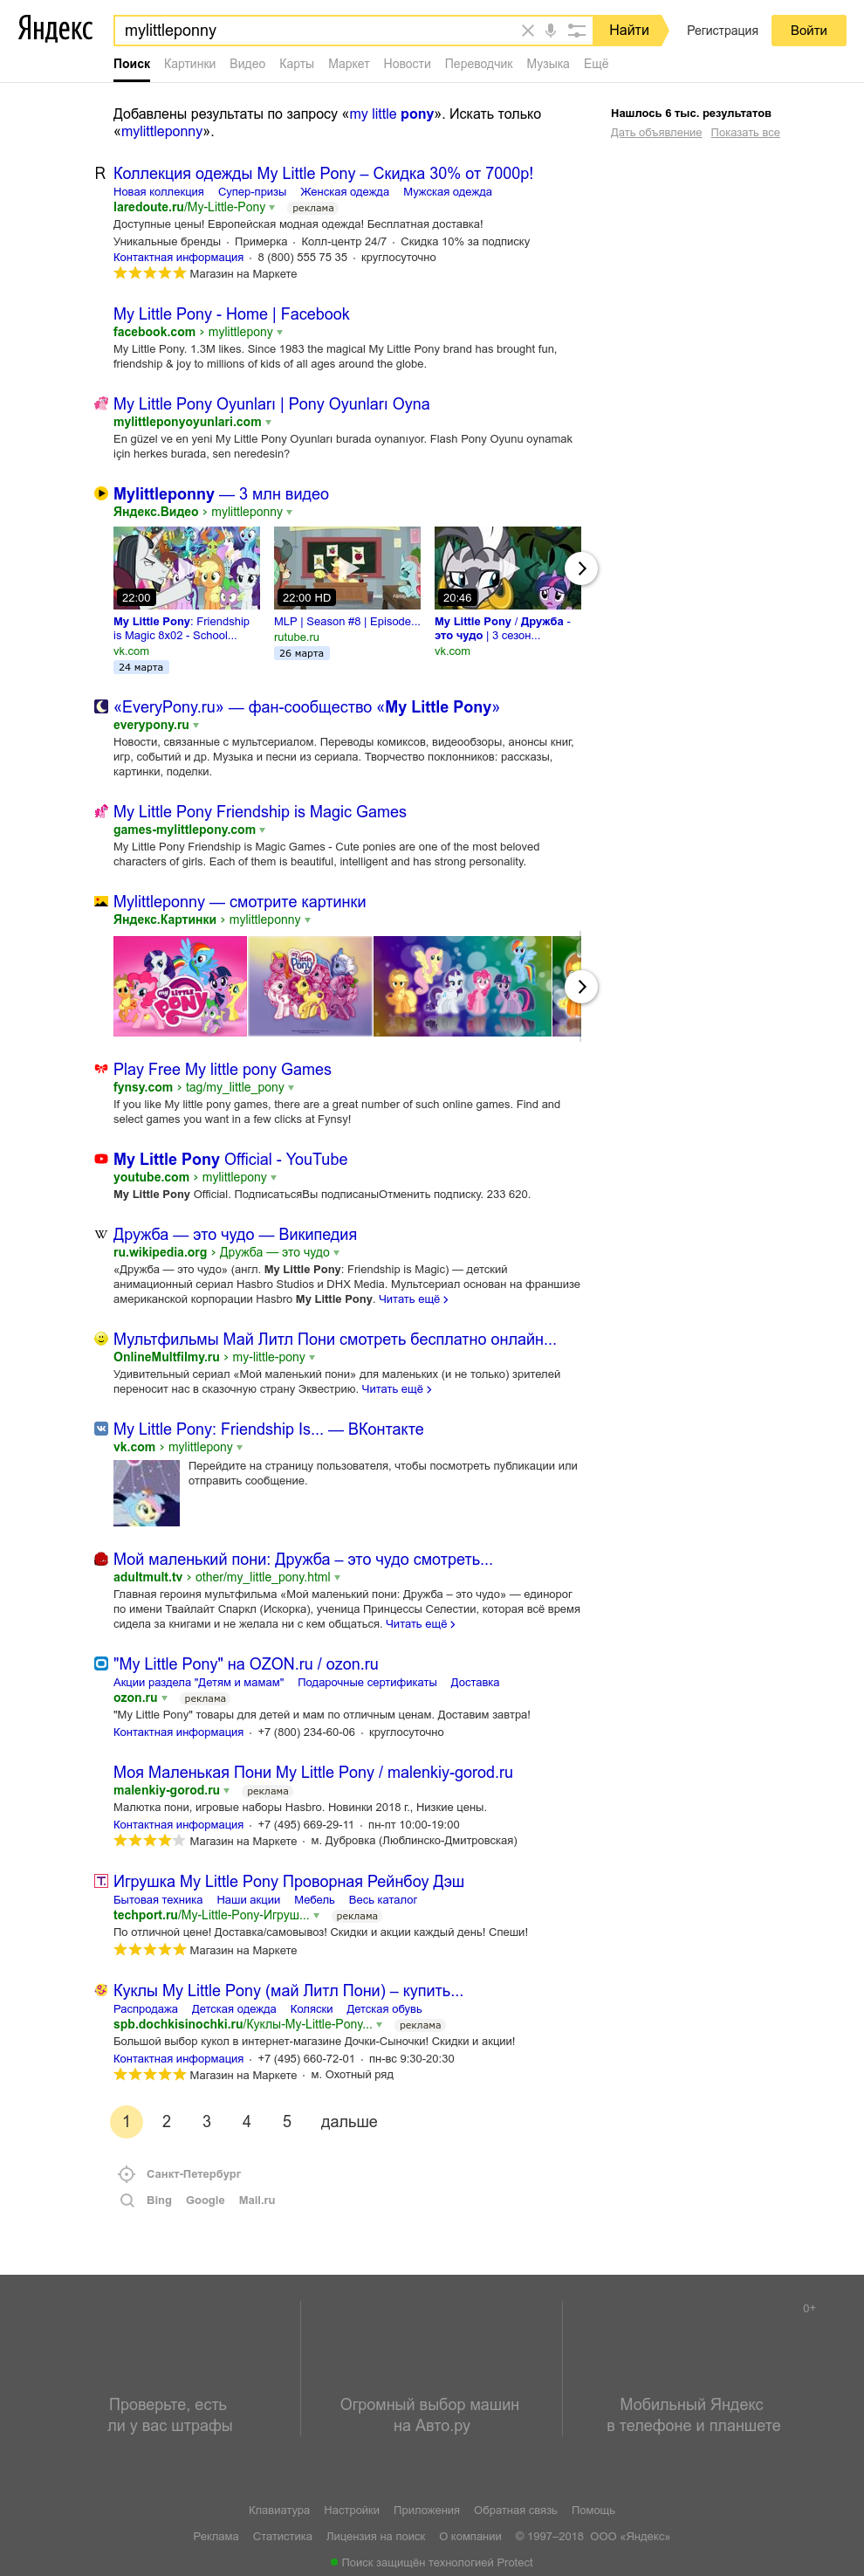 Яндекс
mylittleponny
Найти
Регистрация
Войти
Поиск Картинки Видео Карты Маркет Новости Переводчик Музыка Ещё
Добавлены результаты по запросу «my little pony». Искать только
«mylittleponny».
Нашлось 6 тыс. результатов
Дать объявление Показать все
R
Коллекция одежды My Little Pony – Скидка 30% от 7000р!
Новая коллекция Супер-призы Женская одежда Мужская одежда
laredoute.ru/My-Little-Pony реклама
Доступные цены! Европейская модная одежда! Бесплатная доставка!
Уникальные бренды · Примерка · Колл-центр 24/7 · Скидка 10% за подписку
Контактная информация · 8 (800) 555 75 35 · круглосуточно
Магазин на Маркете
My Little Pony - Home | Facebook
facebook.com › mylittlepony
My Little Pony. 1.3M likes. Since 1983 the magical My Little Pony brand has brought fun,
friendship & joy to millions of kids of all ages around the globe.
My Little Pony Oyunları | Pony Oyunları Oyna
mylittleponyoyunlari.com
En güzel ve en yeni My Little Pony Oyunları burada oynanıyor. Flash Pony Oyunu oynamak
için herkes burada, sen neredesin?
Mylittleponny — 3 млн видео
Яндекс.Видео › mylittleponny
22:00
22:00 HD
20:46
My Little Pony: Friendship
is Magic 8x02 - School...
vk.com
24 марта
MLP | Season #8 | Episode...
rutube.ru
26 марта
My Little Pony / Дружба -
это чудо | 3 сезон...
vk.com
«EveryPony.ru» — фан-сообщество «My Little Pony»
everypony.ru
Новости, связанные с мультсериалом. Переводы комиксов, видеообзоры, анонсы книг,
игр, событий и др. Музыка и песни из сериала. Творчество поклонников: рассказы,
картинки, поделки.
My Little Pony Friendship is Magic Games
games-mylittlepony.com
My Little Pony Friendship is Magic Games - Cute ponies are one of the most beloved
characters of girls. Each of them is beautiful, intelligent and has strong personality.
Mylittleponny — смотрите картинки
Яндекс.Картинки › mylittleponny
MY LITTLE
PONY
My Little
Pony
Play Free My little pony Games
fynsy.com › tag/my_little_pony
If you like My little pony games, there are a great number of such online games. Find and
select games you want in a few clicks at Fynsy!
My Little Pony Official - YouTube
youtube.com › mylittlepony
My Little Pony Official. ПодписатьсяВы подписаныОтменить подписку. 233 620.
W
Дружба — это чудо — Википедия
ru.wikipedia.org › Дружба — это чудо
«Дружба — это чудо» (англ. My Little Pony: Friendship is Magic) — детский
анимационный сериал Hasbro Studios и DHX Media. Мультсериал основан на франшизе
американской корпорации Hasbro My Little Pony. Читать ещё ›
Мультфильмы Май Литл Пони смотреть бесплатно онлайн...
OnlineMultfilmy.ru › my-little-pony
Удивительный сериал «Мой маленький пони» для маленьких (и не только) зрителей
переносит нас в сказочную страну Эквестрию. Читать ещё ›
My Little Pony: Friendship Is... — ВКонтакте
vk.com › mylittlepony
Перейдите на страницу пользователя, чтобы посмотреть публикации или
отправить сообщение.
Мой маленький пони: Дружба – это чудо смотреть...
adultmult.tv › other/my_little_pony.html
Главная героиня мультфильма «Мой маленький пони: Дружба – это чудо» — единорог
по имени Твайлайт Спаркл (Искорка), ученица Принцессы Селестии, которая всё время
сидела за книгами и не желала ни с кем общаться. Читать ещё ›
"My Little Pony" на OZON.ru / ozon.ru
Акции раздела "Детям и мамам" Подарочные сертификаты Доставка
ozon.ru реклама
"My Little Pony" товары для детей и мам по отличным ценам. Доставим завтра!
Контактная информация · +7 (800) 234-60-06 · круглосуточно
Моя Маленькая Пони My Little Pony / malenkiy-gorod.ru
malenkiy-gorod.ru реклама
Малютка пони, игровые наборы Hasbro. Новинки 2018 г., Низкие цены.
Контактная информация · +7 (495) 669-29-11 · пн-пт 10:00-19:00
Магазин на Маркете · м. Дубровка (Люблинско-Дмитровская)
T.
Игрушка My Little Pony Проворная Рейнбоу Дэш
Бытовая техника Наши акции Мебель Весь каталог
techport.ru/My-Little-Pony-Игруш... реклама
По отличной цене! Доставка/самовывоз! Скидки и акции каждый день! Спеши!
Магазин на Маркете
Куклы My Little Pony (май Литл Пони) – купить...
Распродажа Детская одежда Коляски Детская обувь
spb.dochkisinochki.ru/Куклы-My-Little-Pony... реклама
Большой выбор кукол в интернет-магазине Дочки-Сыночки! Скидки и акции!
Контактная информация · +7 (495) 660-72-01 · пн-вс 9:30-20:30
Магазин на Маркете · м. Охотный ряд
1 2 3 4 5 дальше
Санкт-Петербург
Bing Google Mail.ru
0+
Проверьте, есть
ли у вас штрафы
Огромный выбор машин
на Авто.ру
Мобильный Яндекс
в телефоне и планшете
Клавиатура Настройки Приложения Обратная связь Помощь
Реклама Статистика Лицензия на поиск О компании © 1997–2018 ООО «Яндекс»
Поиск защищён технологией Protect